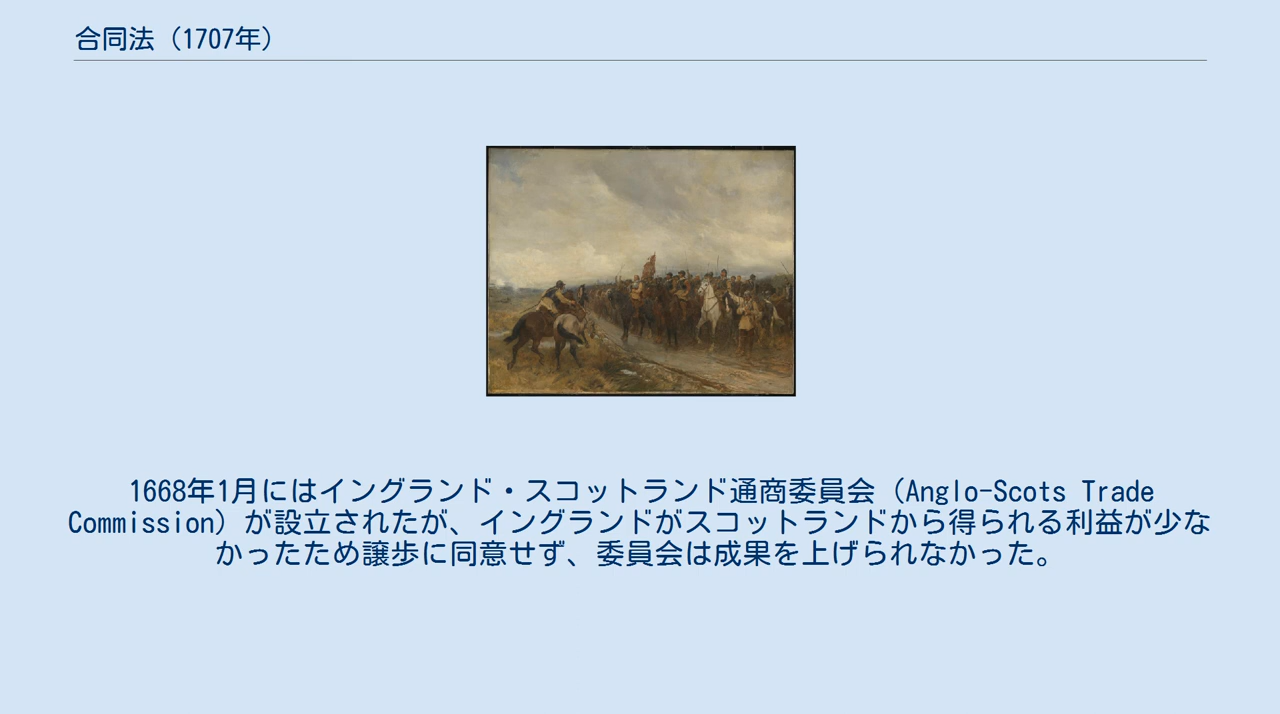 合同法（1707年）
1668年1月にはイングランド・スコットランド通商委員会（Anglo-Scots Trade
Commission）が設立されたが、イングランドがスコットランドから得られる利益が少な
かったため譲歩に同意せず、委員会は成果を上げられなかった。